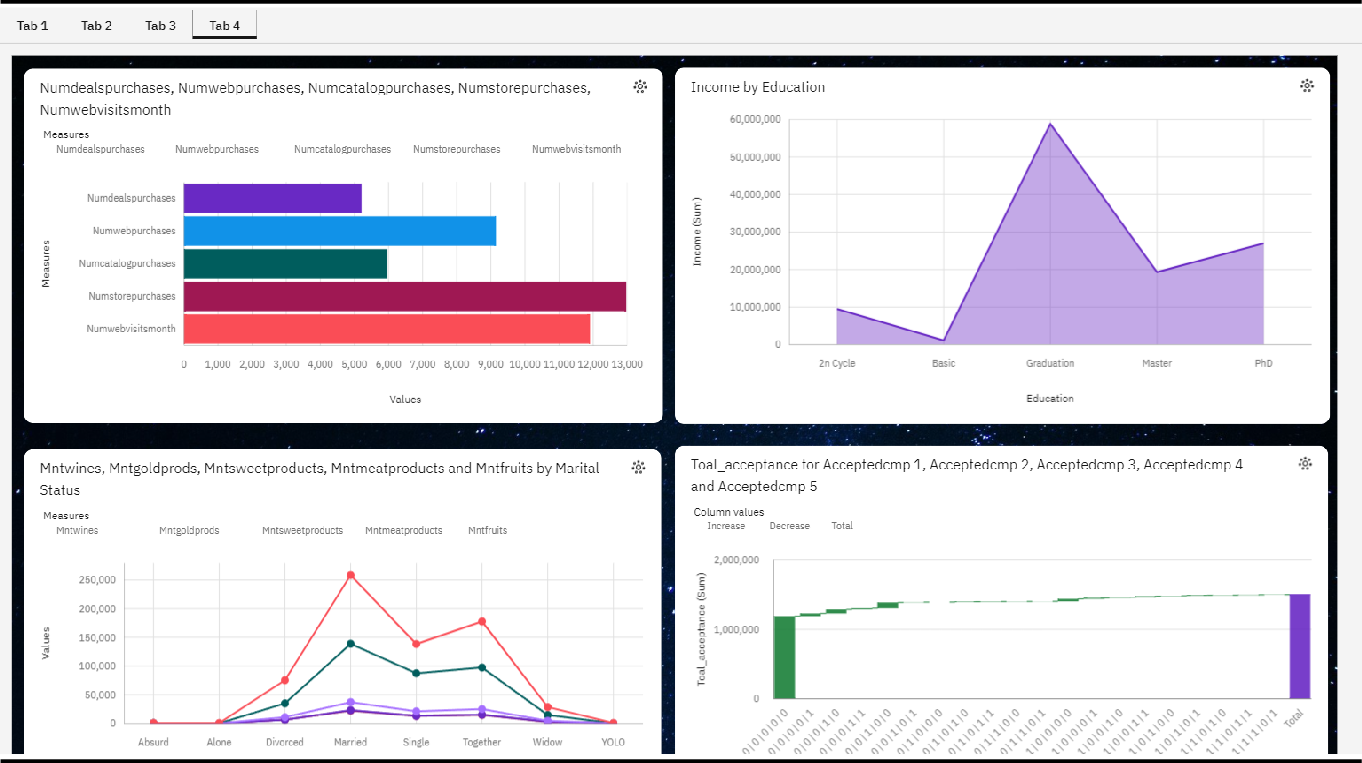 Tab 1 Tab 2 Tab 3 Tab 4
Numdealspurchases, Numwebpurchases, Numcatalogpurchases, Numstorepurchases,
Numwebvisitsmonth
Measures
Numdealspurchases Numwebpurchases Numcatalogpurchases Numstorepurchases Numwebvisitsmonth
Measures
Numdealspurchases
Numwebpurchases
Numcatalogpurchases
Numstorepurchases
Numwebvisitsmonth
0 1,000 2,000 3,000 4,000 5,000 6,000 7,000 8,000 9,000 10,000 11,000 12,000 13,000
Values
Income by Education
Income (Sum)
60,000,000
50,000,000
40,000,000
30,000,000
20,000,000
10,000,000
0
2n Cycle Basic Graduation Master PhD
Education
Mntwines, Mntgoldprods, Mntsweetproducts, Mntmeatproducts and Mntfruits by Marital
Status
Measures
Mntwines Mntgoldprods Mntsweetproducts Mntmeatproducts Mntfruits
Values
250,000
200,000
150,000
100,000
50,000
0
Absurd Alone Divorced Married Single Together Widow YOLO
Toal_acceptance for Acceptedcmp 1, Acceptedcmp 2, Acceptedcmp 3, Acceptedcmp 4
and Acceptedcmp 5
Column values
Increase Decrease Total
Toal_acceptance (Sum)
2,000,000
1,000,000
0
Total